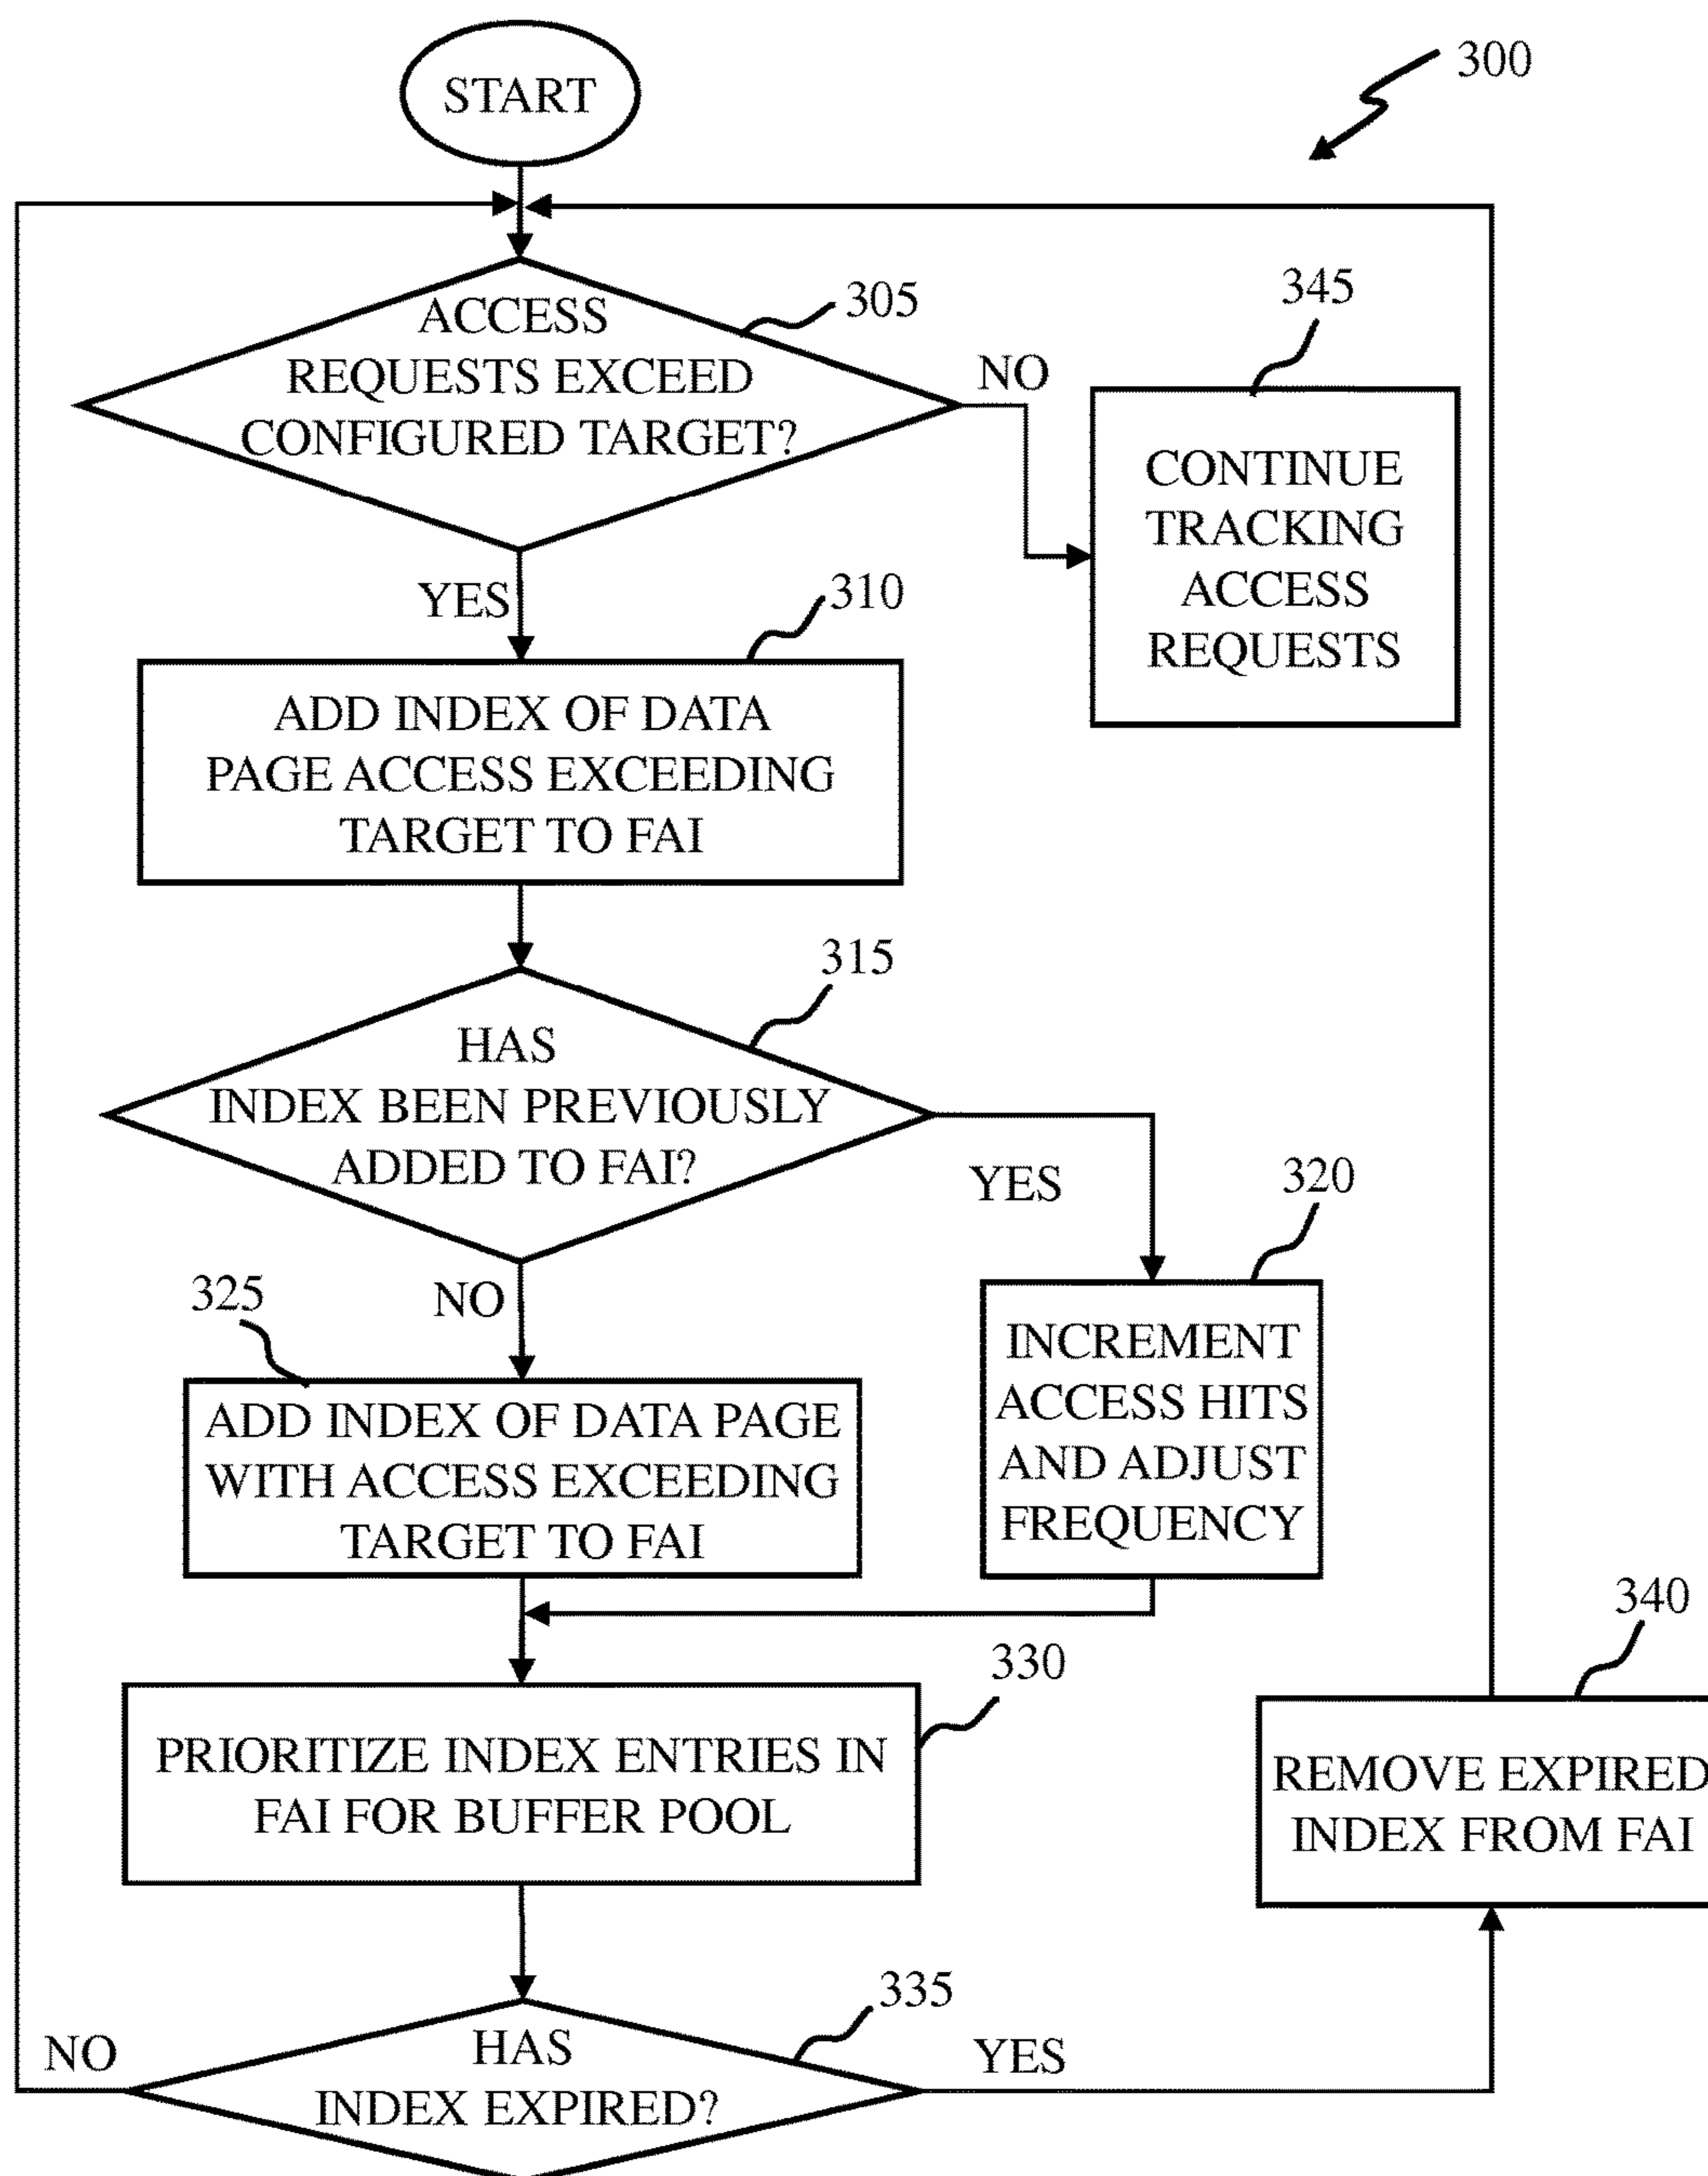 START
300
ACCESS
REQUESTS EXCEED
CONFIGURED TARGET?
305
NO
345
CONTINUE
TRACKING
ACCESS
REQUESTS
YES
310
ADD INDEX OF DATA
PAGE ACCESS EXCEEDING
TARGET TO FAI
315
HAS
INDEX BEEN PREVIOUSLY
ADDED TO FAI?
YES
320
INCREMENT
ACCESS HITS
AND ADJUST
FREQUENCY
NO
325
ADD INDEX OF DATA PAGE
WITH ACCESS EXCEEDING
TARGET TO FAI
330
PRIORITIZE INDEX ENTRIES IN
FAI FOR BUFFER POOL
340
REMOVE EXPIRED
INDEX FROM FAI
335
HAS
INDEX EXPIRED?
NO
YES